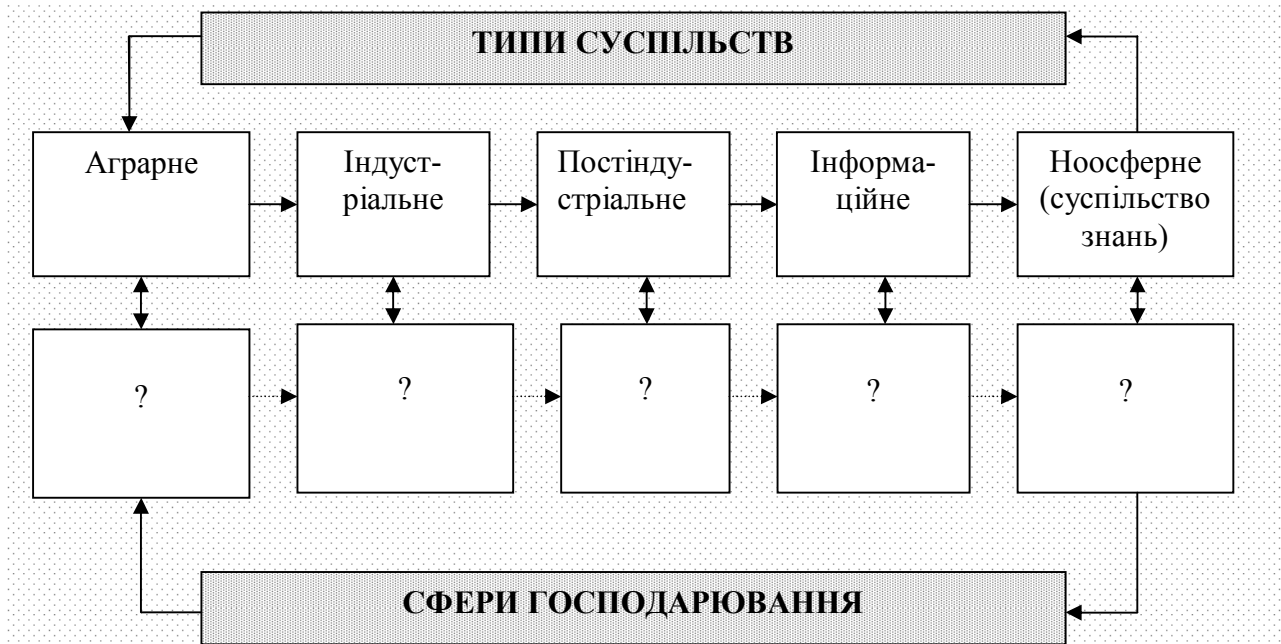 ТИПИ СУСПІЛЬСТВ
Аграрне
Індуст-
ріальне
Постінду-
стріальне
Інформа-
ційне
Ноосферне
(суспільство
знань)
?
?
?
?
?
СФЕРИ ГОСПОДАРЮВАННЯ